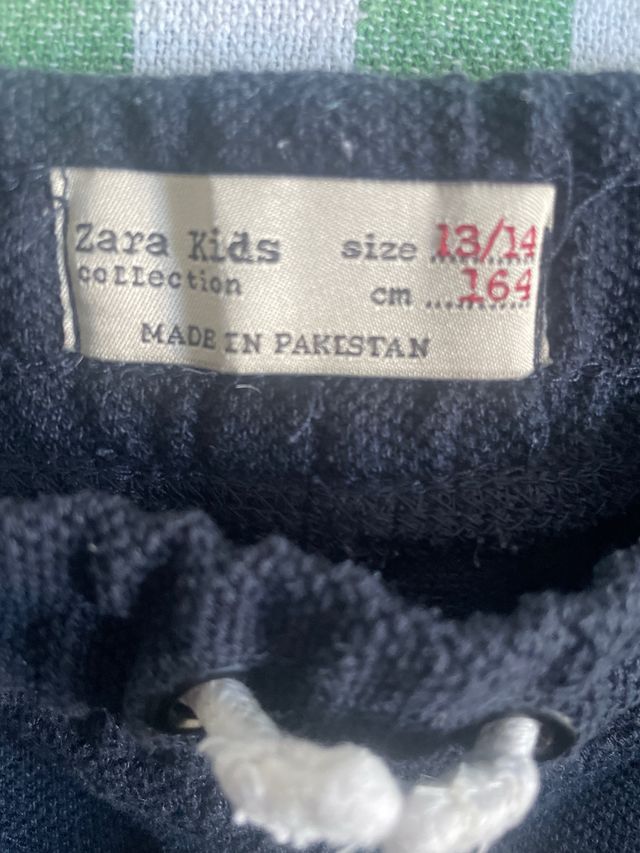 Zara Kids size 13/14
collection cm 164
MADE IN PAKISTAN